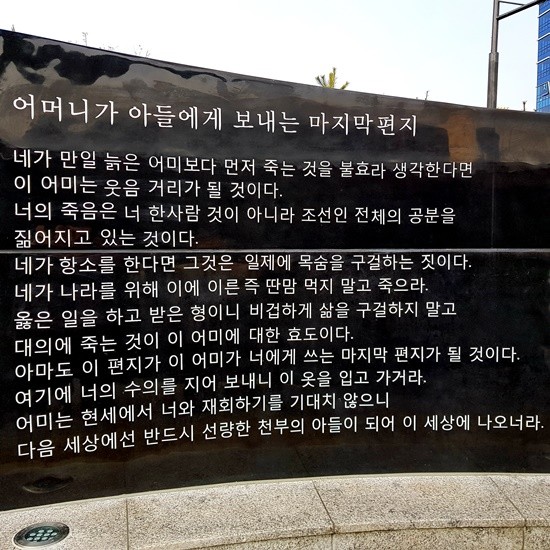 어머니가 아들에게 보내는 마지막편지
네가 만일 늙은 어미보다 먼저 죽는 것을 불효라 생각한다면
이 어미는 웃음 거리가 될 것이다.
너의 죽음은 너 한사람 것이 아니라 조선인 전체의 공분을
짊어지고 있는 것이다.
네가 항소를 한다면 그것은 일제에 목숨을 구걸하는 짓이다.
네가 나라를 위해 이에 이른 즉 딴맘 먹지 말고 죽으라.
옳은 일을 하고 받은 형이니 비겁하게 삶을 구걸하지 말고
대의에 죽는 것이 이 어미에 대한 효도이다.
아마도 이 편지가 이 어미가 너에게 쓰는 마지막 편지가 될 것이다.
여기에 너의 수의를 지어 보내니 이 옷을 입고 가거라.
어미는 현세에서 너와 재회하기를 기대치 않으니
다음 세상에선 반드시 선량한 천부의 아들이 되어 이 세상에 나오너라.